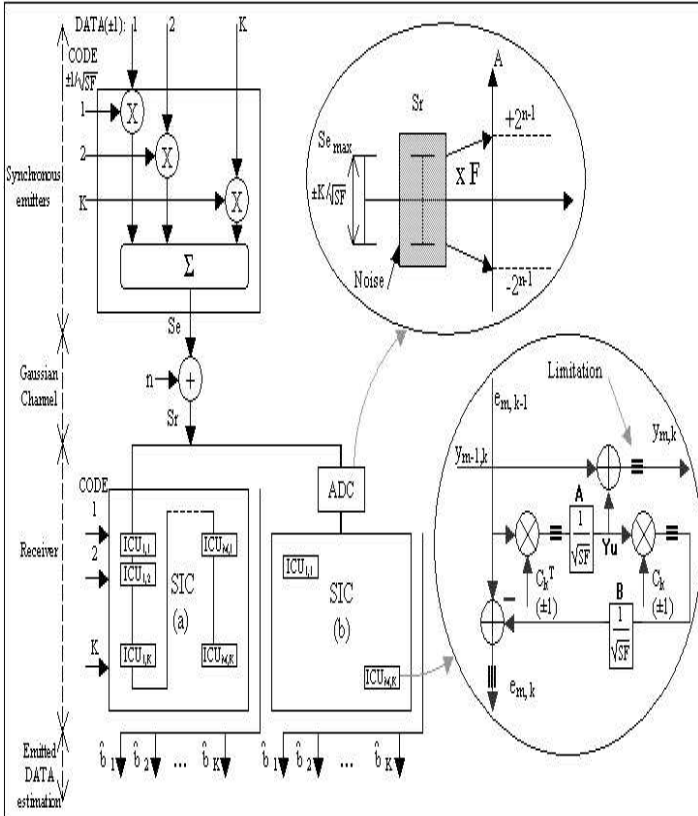 DATA(±1): 1 2 K
CODE
±1/√SF
1
X
2
X
K
X
Σ
Synchronous
emitters
Se
Gaussian
Channel
n
+
Sr
Receiver
CODE
1
2
K
ICU1,1
ICU1,2
ICU1,K
ICUM,1
ICUM,K
SIC
(a)
ADC
ICU1,1
SIC
(b)
ICUM,K
Emitted
DATA
estimation
b̂1 b̂2 ... b̂K
b̂1 b̂2 ... b̂K
A
Sr
+2ⁿ⁻¹
Se max
±K/√SF
x F
Noise
-2ⁿ⁻¹
Limitation
em,k-1
ym-1,k
ym,k
A
1
√SF
Yu
CkT
(±1)
Ck
(±1)
B
1
√SF
−
em,k